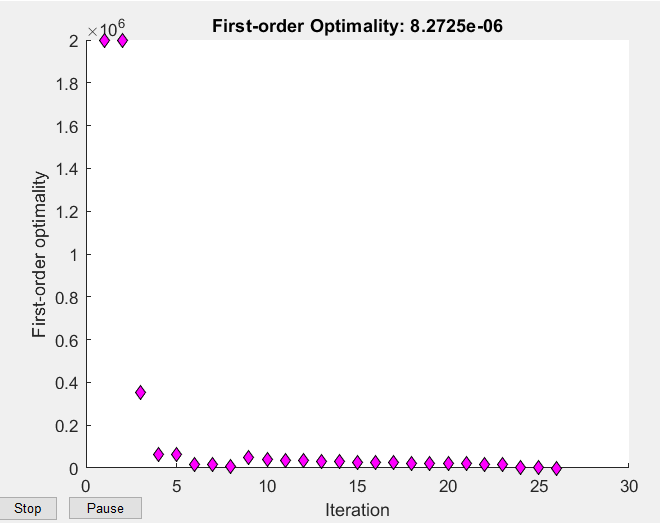 First-order Optimality: 8.2725e-06
×10⁶
2
1.8
1.6
1.4
1.2
1
0.8
0.6
0.4
0.2
0
First-order optimality
0 5 10 15 20 25 30
Iteration
Stop Pause